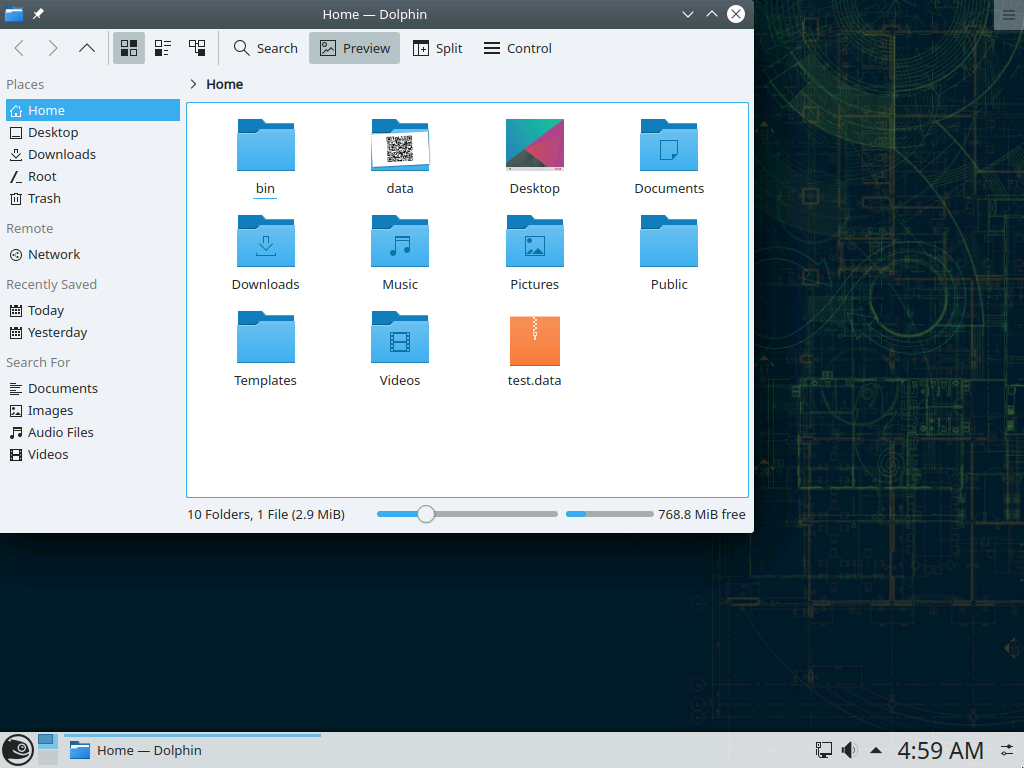 Home — Dolphin
Search
Preview
Split
Control
Places
Home
Desktop
Downloads
Root
Trash
Remote
Network
Recently Saved
Today
Yesterday
Search For
Documents
Images
Audio Files
Videos
Home
bin
data
Desktop
Documents
Downloads
Music
Pictures
Public
Templates
Videos
test.data
10 Folders, 1 File (2.9 MiB)
768.8 MiB free
Home — Dolphin
4:59 AM